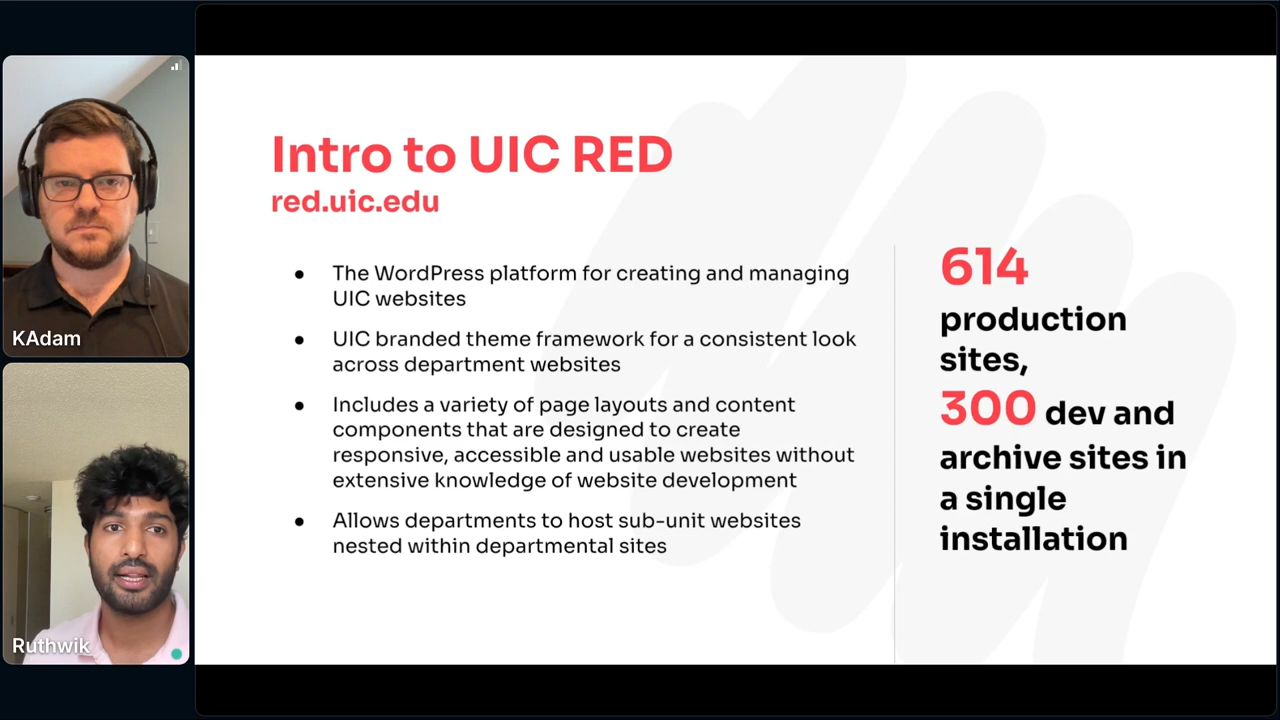 KAdam
Ruthwik
Intro to UIC RED
red.uic.edu
● The WordPress platform for creating and managing
UIC websites
● UIC branded theme framework for a consistent look
across department websites
● Includes a variety of page layouts and content
components that are designed to create
responsive, accessible and usable websites without
extensive knowledge of website development
● Allows departments to host sub-unit websites
nested within departmental sites
614
production
sites,
300 dev and
archive sites in
a single
installation